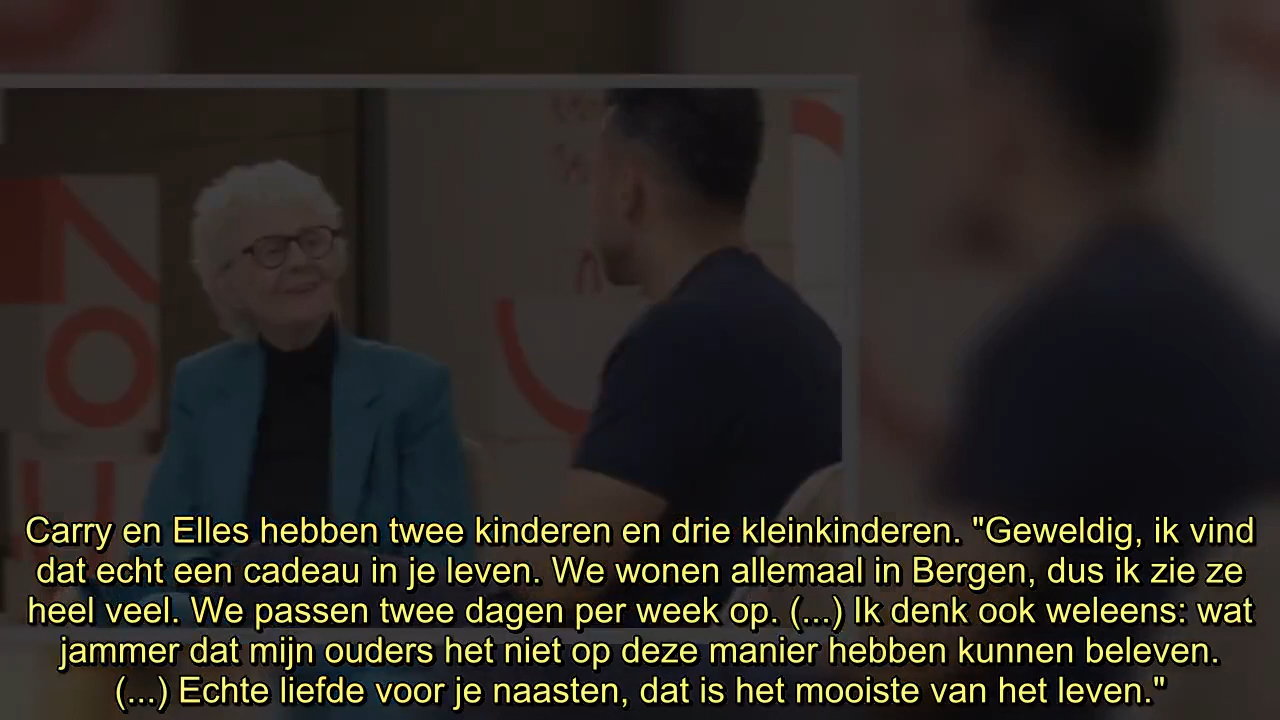 Carry en Elles hebben twee kinderen en drie kleinkinderen. "Geweldig, ik vind
dat echt een cadeau in je leven. We wonen allemaal in Bergen, dus ik zie ze
heel veel. We passen twee dagen per week op. (...) Ik denk ook weleens: wat
jammer dat mijn ouders het niet op deze manier hebben kunnen beleven.
(...) Echte liefde voor je naasten, dat is het mooiste van het leven."